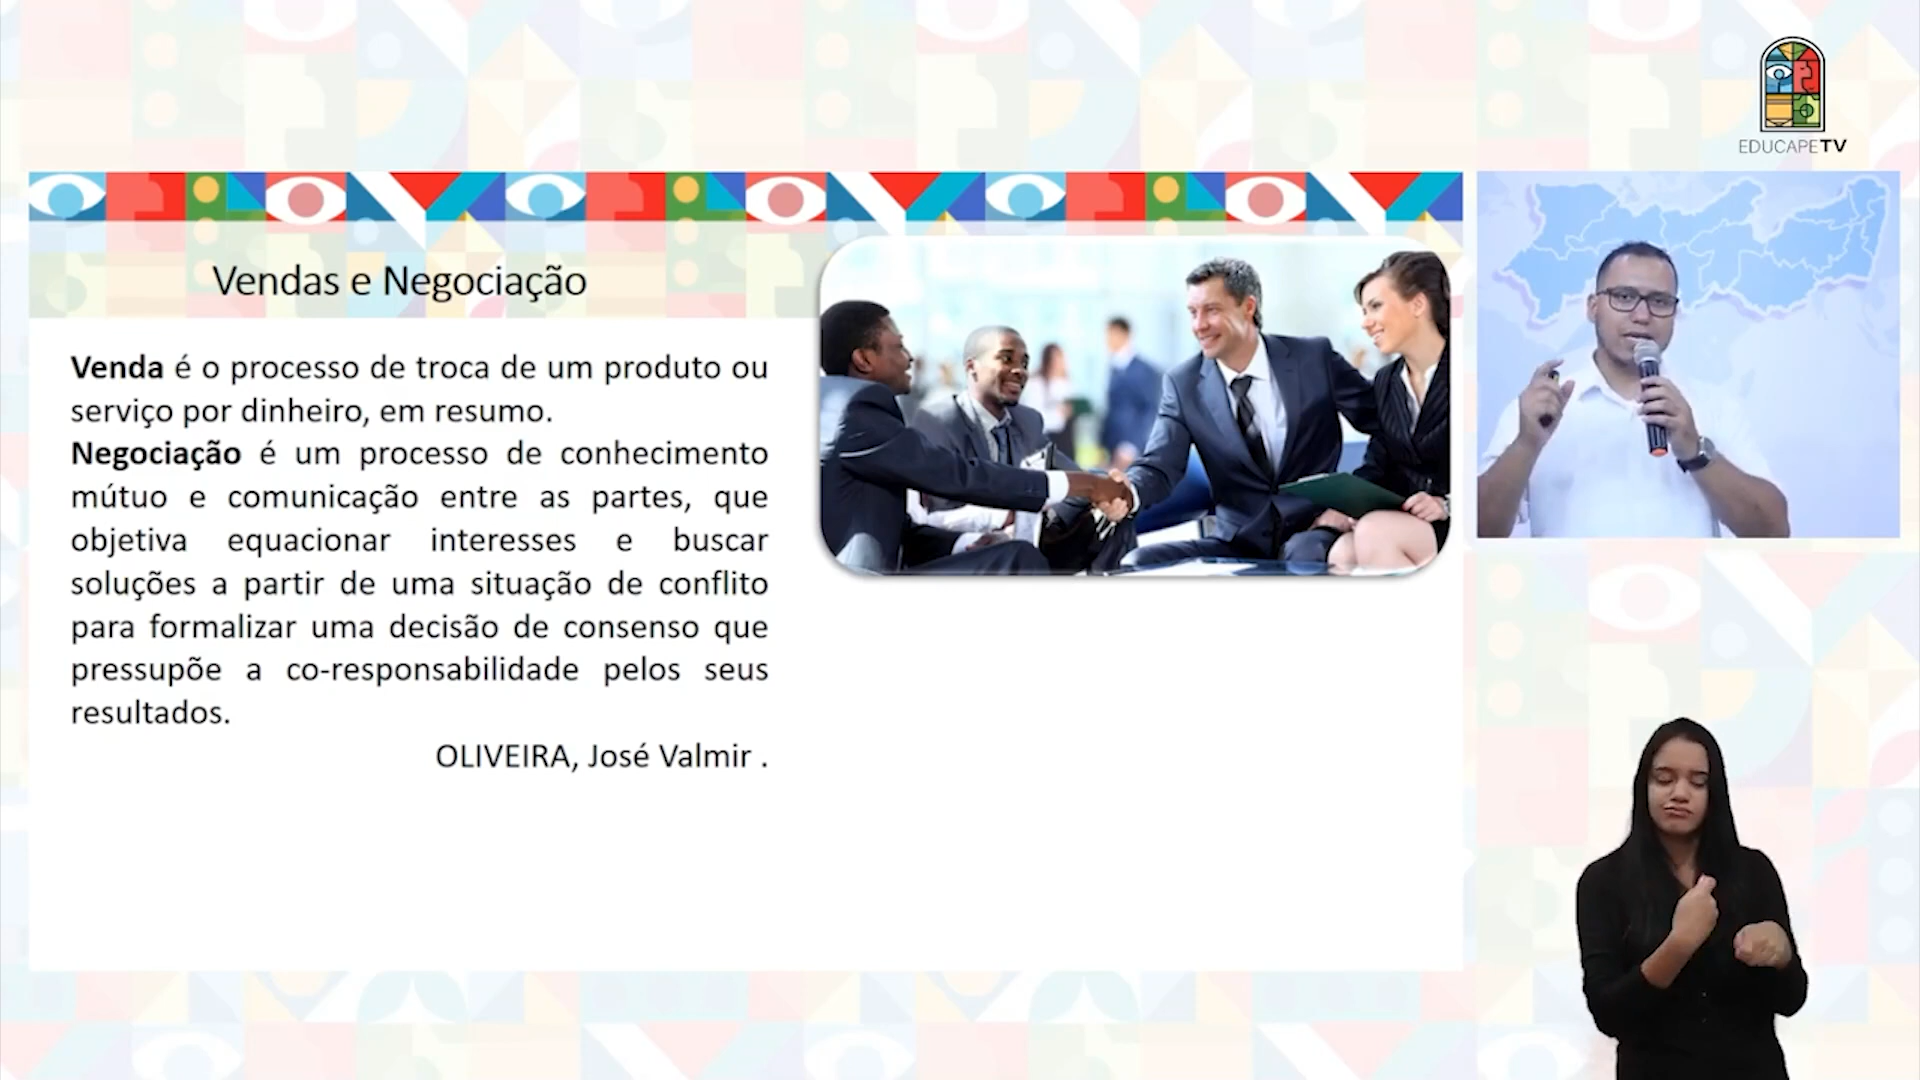 EDUCAPETV
Vendas e Negociação
Venda é o processo de troca de um produto ou
serviço por dinheiro, em resumo.
Negociação é um processo de conhecimento
mútuo e comunicação entre as partes, que
objetiva equacionar interesses e buscar
soluções a partir de uma situação de conflito
para formalizar uma decisão de consenso que
pressupõe a co-responsabilidade pelos seus
resultados.
OLIVEIRA, José Valmir .